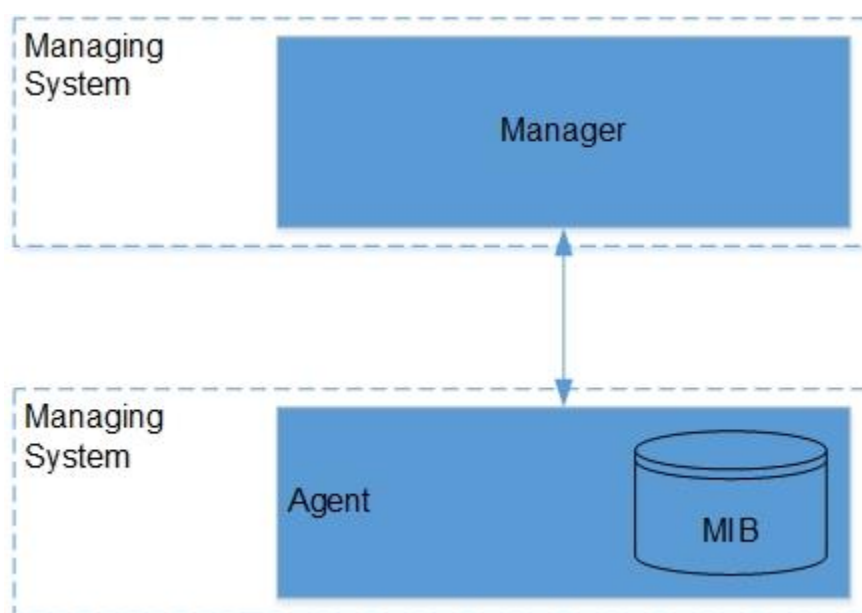 Managing
System
Manager
Managing
System
Agent
MIB